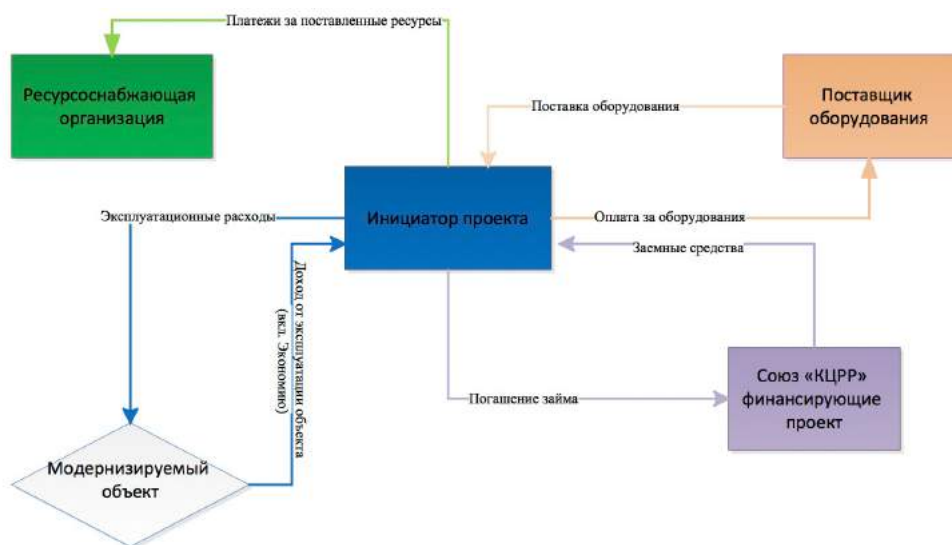 Платежи за поставленные ресурсы
Ресурсоснабжающая
организация
Поставка оборудования
Поставщик
оборудования
Эксплуатационные расходы
Инициатор проекта
Оплата за оборудования
Заемные средства
Доход от эксплуатации объекта
(вкл. Экономию)
Погашение займа
Союз «КЦРР»
финансирующие
проект
Модернизируемый
объект